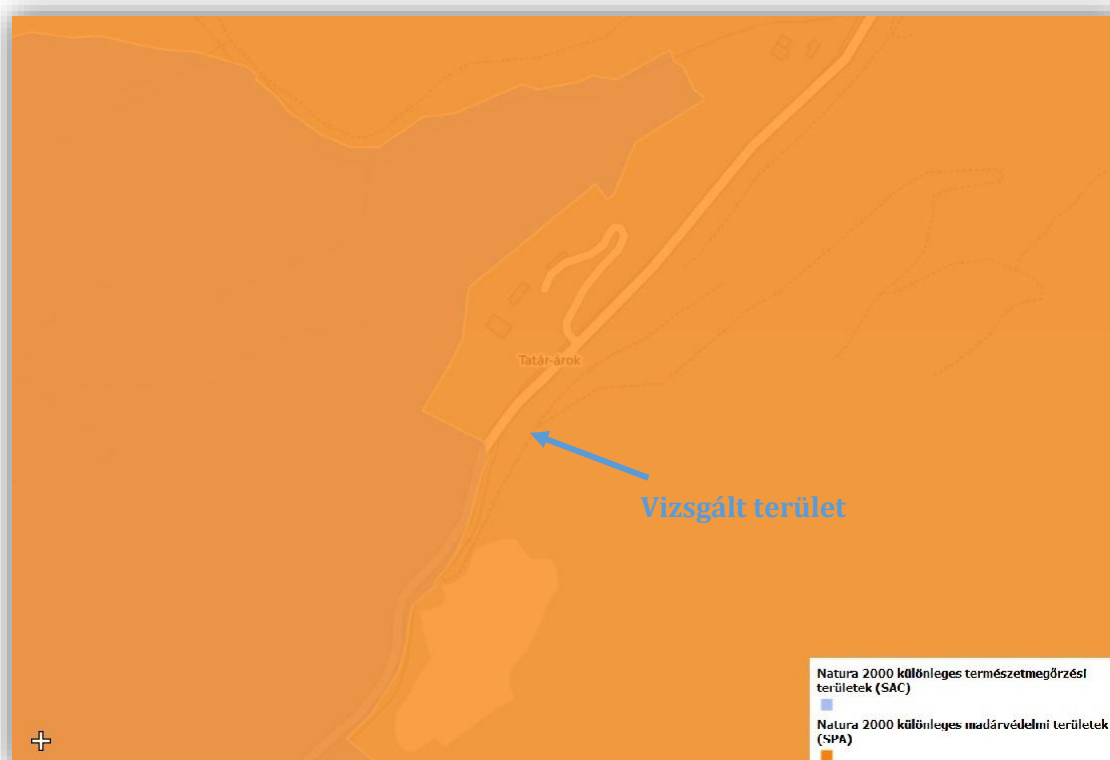 Tatár-árok
Vizsgált terület
Natura 2000 különleges természetmegőrzési
területek (SAC)
Natura 2000 különleges madárvédelmi területek
(SPA)